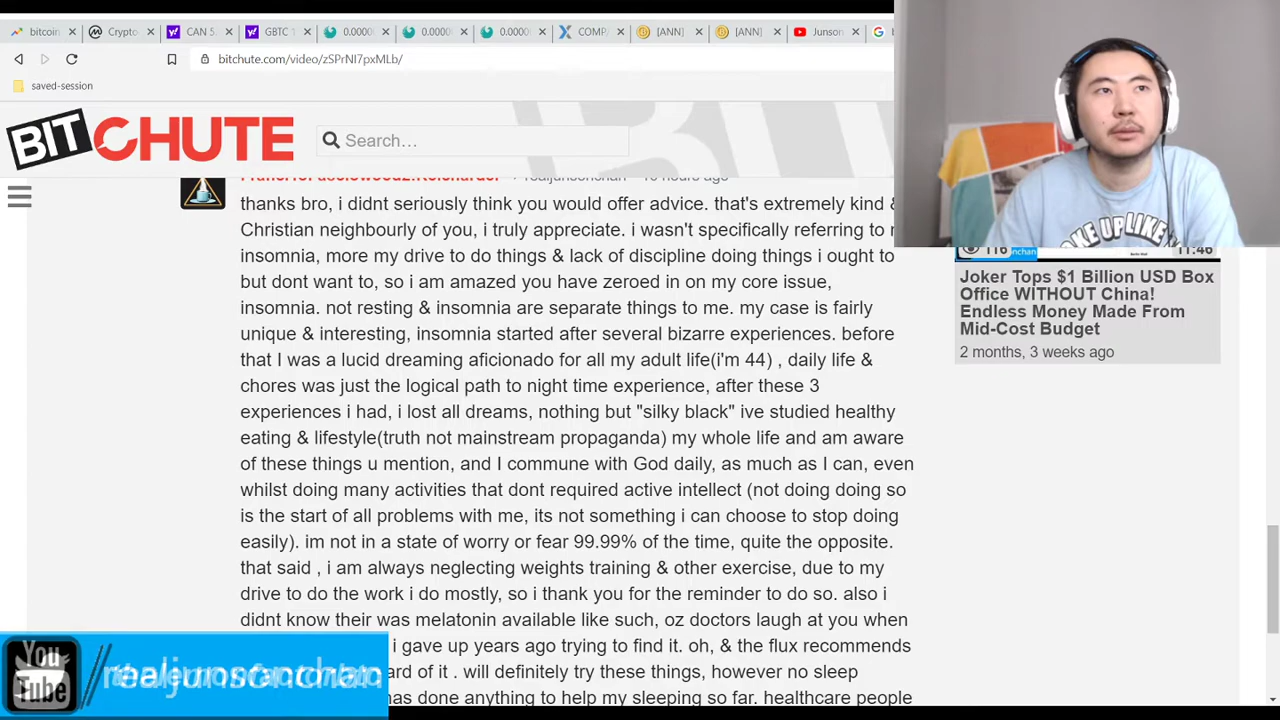 bitcoin
Crypto
CAN 5.
GBTC 1
0.0000
0.0000
0.0000
COMP/
[ANN]
[ANN]
Junson
bitchute.com/video/zSPrNI7pxMLb/
saved-session
BITCHUTE
Search…
thanks bro, i didnt seriously think you would offer advice. that's extremely kind &
Christian neighbourly of you, i truly appreciate. i wasn't specifically referring to
insomnia, more my drive to do things & lack of discipline doing things i ought to
but dont want to, so i am amazed you have zeroed in on my core issue,
insomnia. not resting & insomnia are separate things to me. my case is fairly
unique & interesting, insomnia started after several bizarre experiences. before
that I was a lucid dreaming aficionado for all my adult life(i'm 44) , daily life &
chores was just the logical path to night time experience, after these 3
experiences i had, i lost all dreams, nothing but "silky black" ive studied healthy
eating & lifestyle(truth not mainstream propaganda) my whole life and am aware
of these things u mention, and I commune with God daily, as much as I can, even
whilst doing many activities that dont required active intellect (not doing doing so
is the start of all problems with me, its not something i can choose to stop doing
easily). im not in a state of worry or fear 99.99% of the time, quite the opposite.
that said , i am always neglecting weights training & other exercise, due to my
drive to do the work i do mostly, so i thank you for the reminder to do so. also i
didnt know their was melatonin available like such, oz doctors laugh at you when
i gave up years ago trying to find it. oh, & the flux recommends
ard of it . will definitely try these things, however no sleep
has done anything to help my sleeping so far. healthcare people
116
11:46
Joker Tops $1 Billion USD Box
Office WITHOUT China!
Endless Money Made From
Mid-Cost Budget
2 months, 3 weeks ago
You
Tube
realjunsonchan